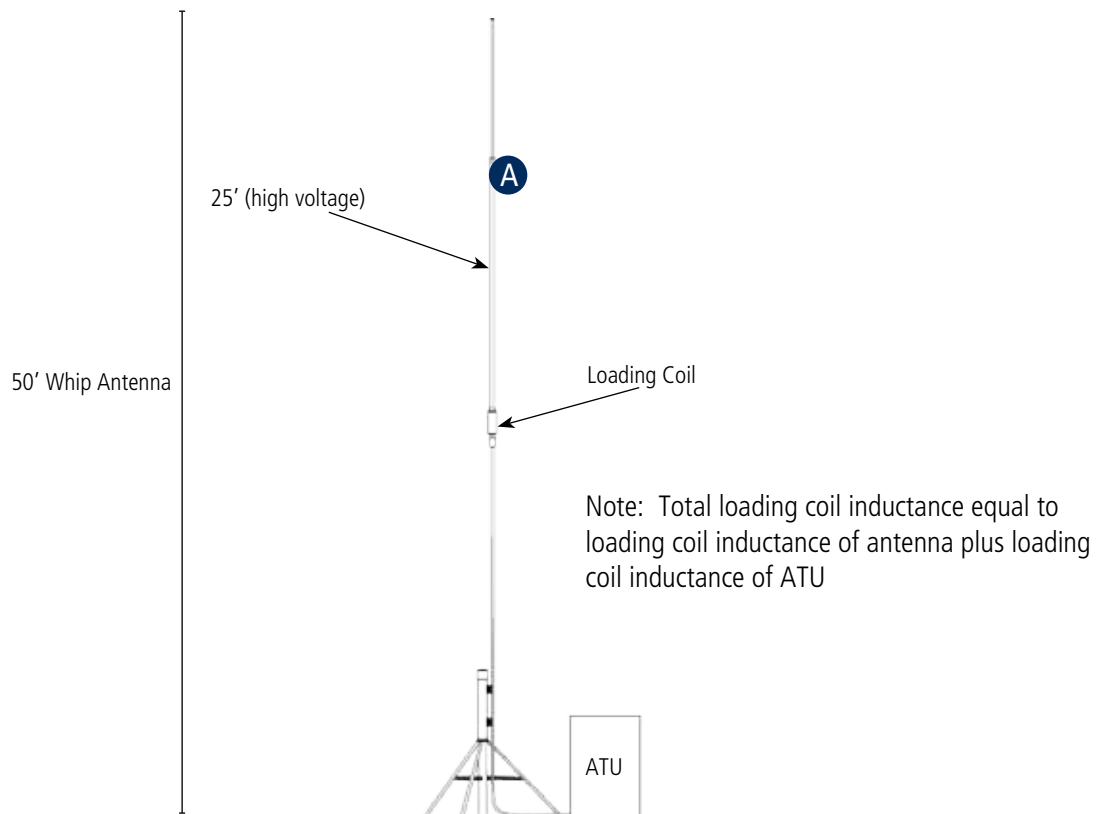 A
25′ (high voltage)
50′ Whip Antenna
Loading Coil
Note:  Total loading coil inductance equal to
loading coil inductance of antenna plus loading
coil inductance of ATU
ATU